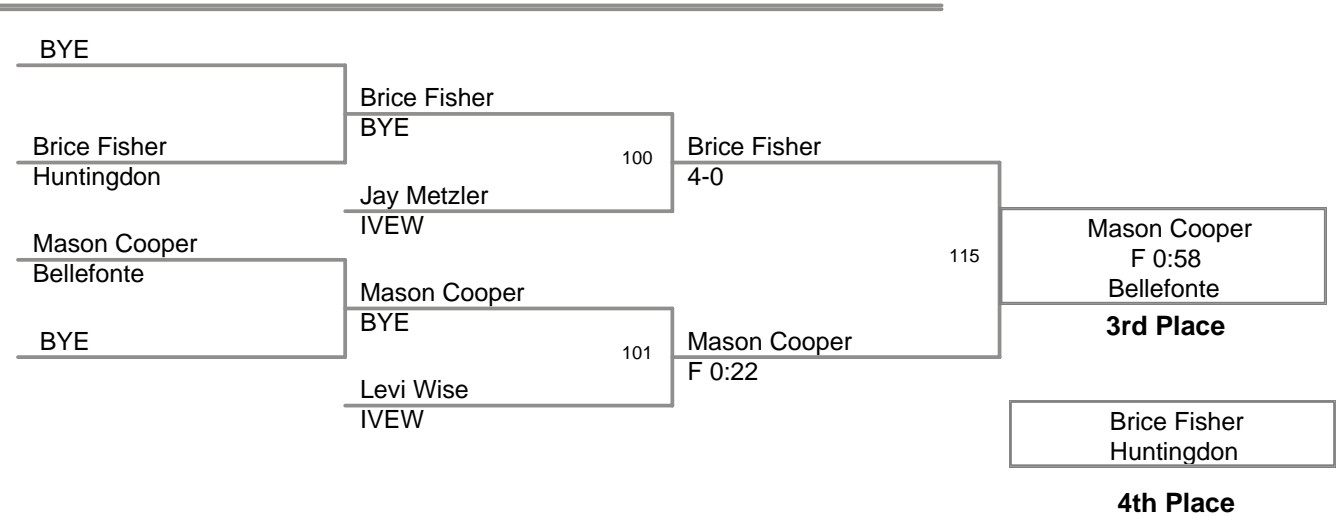 BYE
Brice Fisher
BYE
Brice Fisher
Huntingdon
100
Brice Fisher
4-0
Jay Metzler
IVEW
Mason Cooper
Bellefonte
115
Mason Cooper
F 0:58
Bellefonte
3rd Place
Mason Cooper
BYE
BYE
101
Mason Cooper
F 0:22
Levi Wise
IVEW
Brice Fisher
Huntingdon
4th Place